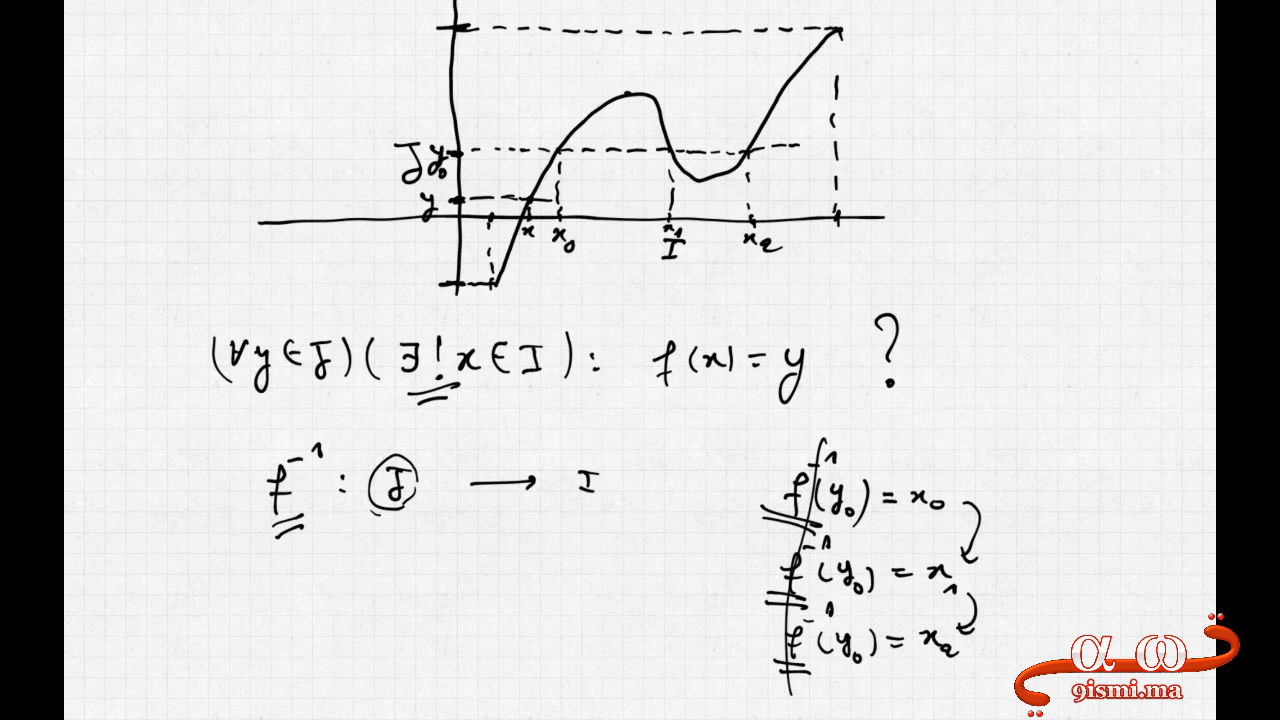 J y₀
y
x x₀ x₁ x₂
I
(∀y ∈ J) (∃! x ∈ I) : f(x) = y ?
f⁻¹ : J → I
f⁻¹(y₀) = x₀
f⁻¹(y₀) = x₁
f⁻¹(y₀) = x₂
α ω
9ismi.ma